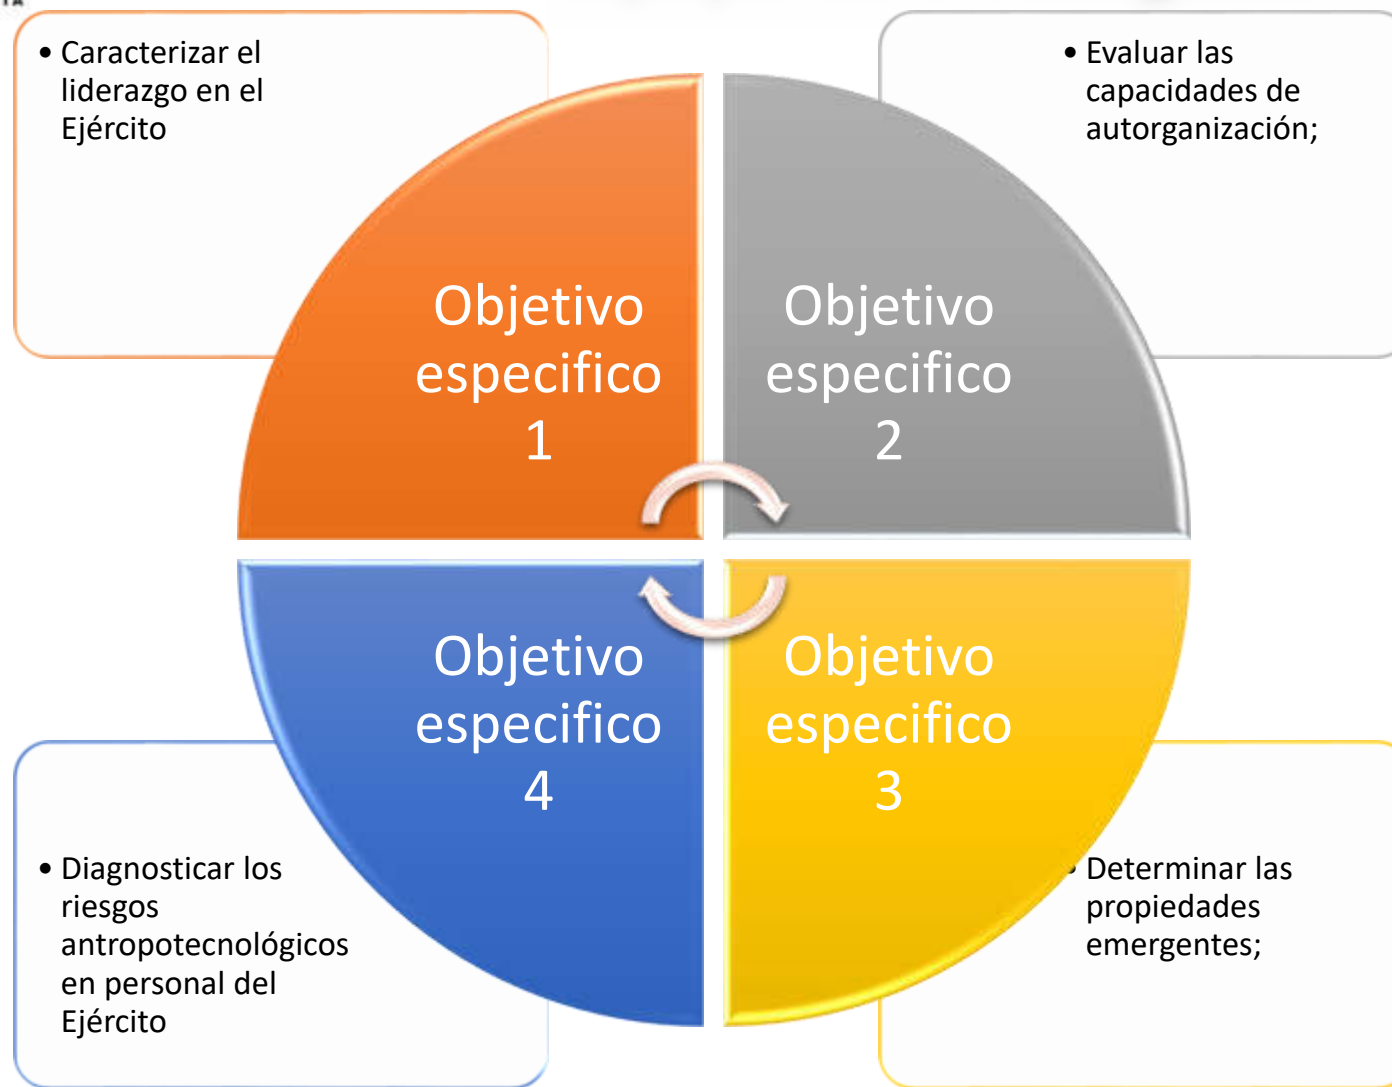 • Caracterizar el
liderazgo en el
Ejército
• Evaluar las
capacidades de
autorganización;
Objetivo
especifico
1
Objetivo
especifico
2
Objetivo
especifico
4
Objetivo
especifico
3
• Diagnosticar los
riesgos
antropotecnológicos
en personal del
Ejército
• Determinar las
propiedades
emergentes;